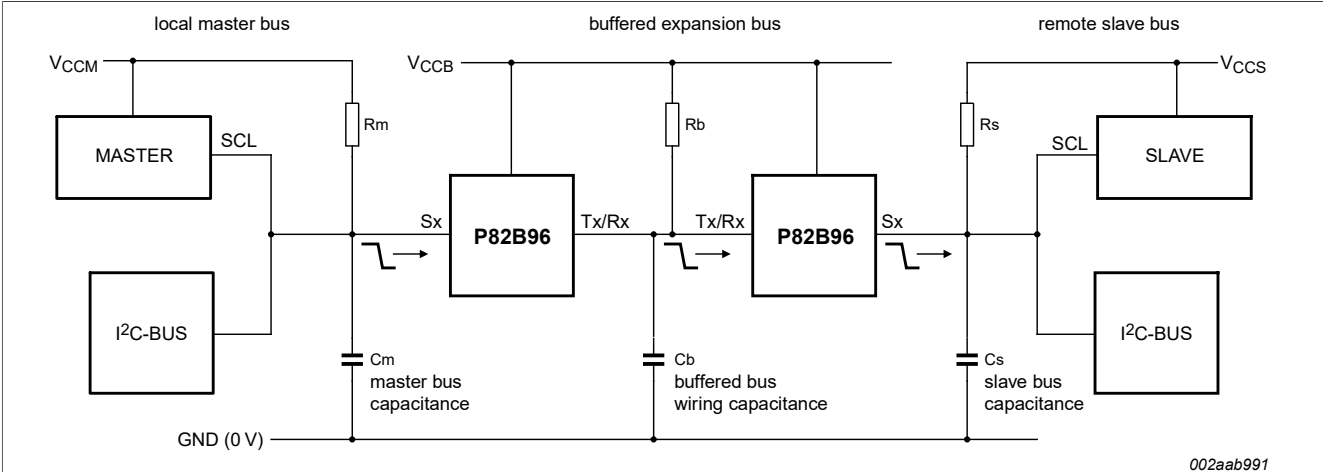 local master bus
buffered expansion bus
remote slave bus
VCCM
VCCB
VCCS
Rm
Rb
Rs
MASTER
SCL
SCL
SLAVE
Sx
P82B96
Tx/Rx
Tx/Rx
P82B96
Sx
I²C-BUS
I²C-BUS
Cm
master bus
capacitance
Cb
buffered bus
wiring capacitance
Cs
slave bus
capacitance
GND (0 V)
002aab991